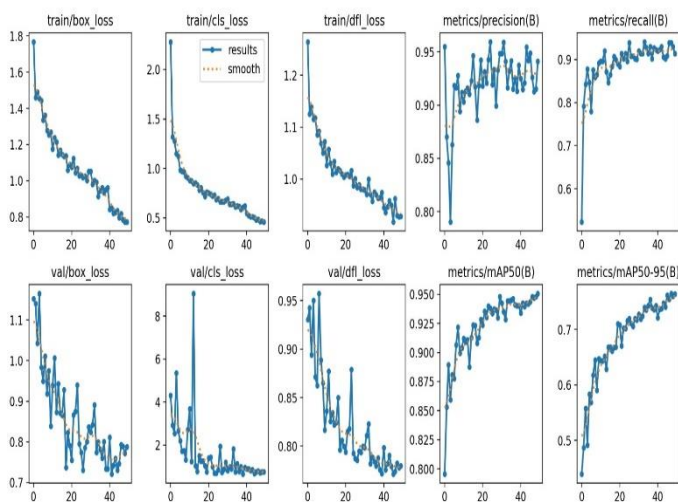 train/box_loss
train/cls_loss
train/dfl_loss
metrics/precision(B)
metrics/recall(B)
1.8
1.6
1.4
1.2
1.0
0.8
0 20 40
2.0
1.5
1.0
0.5
0 20 40
results
smooth
1.2
1.1
1.0
0 20 40
0.95
0.90
0.85
0.80
0 20 40
0.9
0.8
0.7
0.6
0 20 40
val/box_loss
val/cls_loss
val/dfl_loss
metrics/mAP50(B)
metrics/mAP50-95(B)
1.1
1.0
0.9
0.8
0.7
0 20 40
8
6
4
2
0 20 40
0.95
0.90
0.85
0.80
0 20 40
0.950
0.925
0.900
0.875
0.850
0.825
0.800
0 20 40
0.7
0.6
0.5
0 20 40